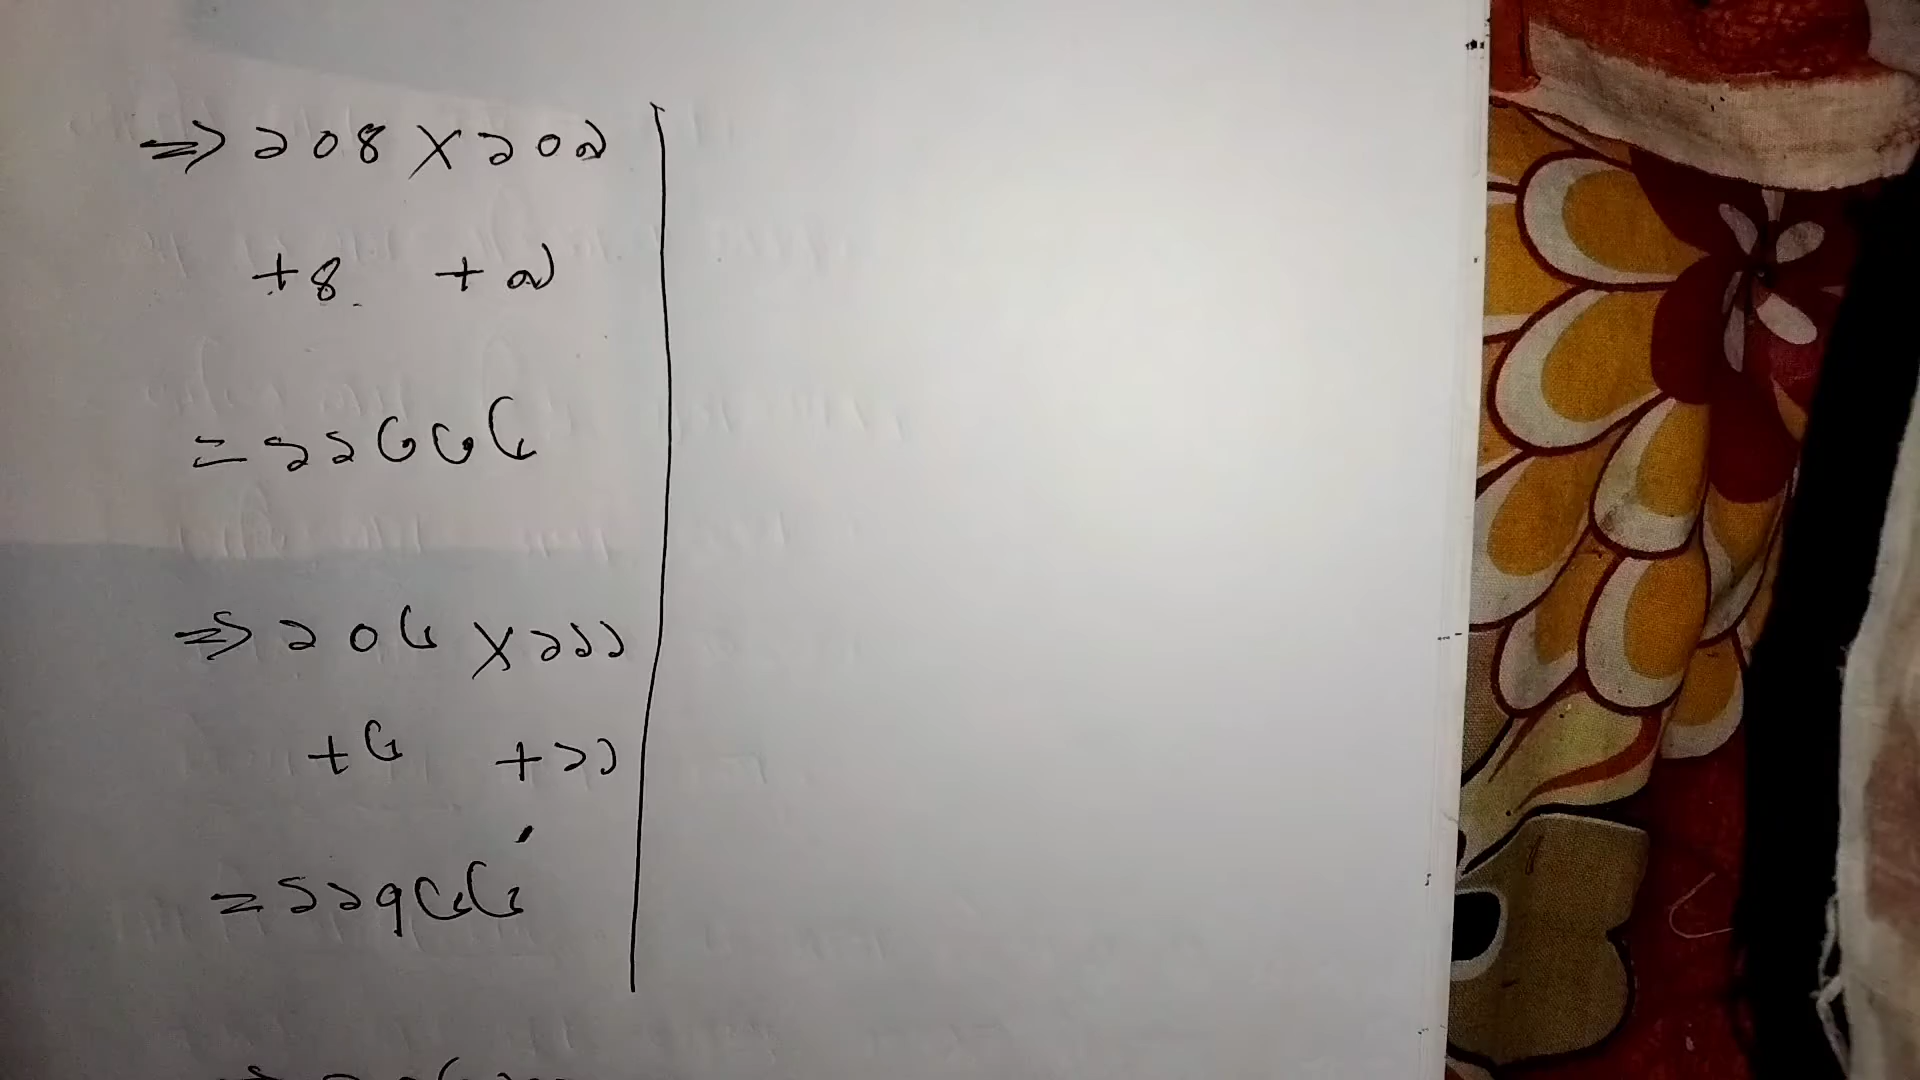 ⇒ ১০৪ × ১০৯
+৪ +৯
= ১১৩৩৬
⇒ ১০৬ × ১১১
+৬ +১১
= ১১৭৬৬